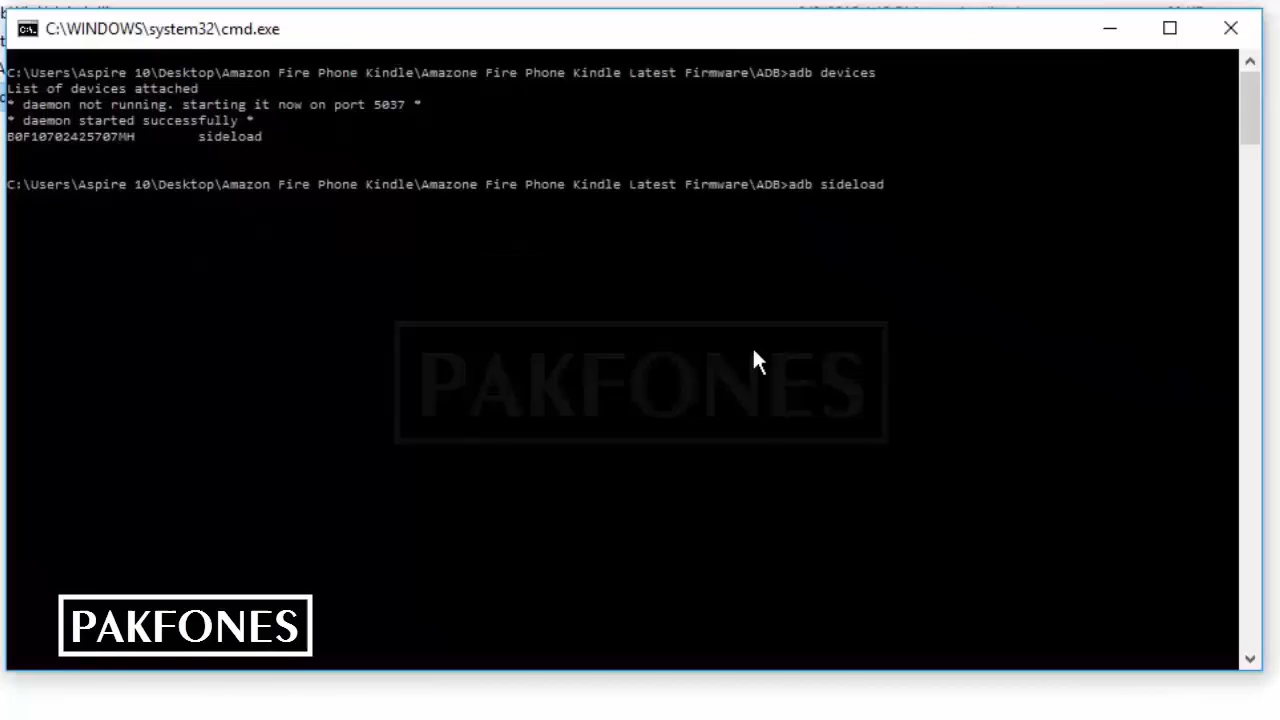 C:\WINDOWS\system32\cmd.exe
C:\Users\Aspire 10\Desktop\Amazon Fire Phone Kindle\Amazone Fire Phone Kindle Latest Firmware\ADB>adb devices
List of devices attached
* daemon not running. starting it now on port 5037 *
* daemon started successfully *
B0F10702425707MH sideload
C:\Users\Aspire 10\Desktop\Amazon Fire Phone Kindle\Amazone Fire Phone Kindle Latest Firmware\ADB>adb sideload
PAKFONES
PAKFONES